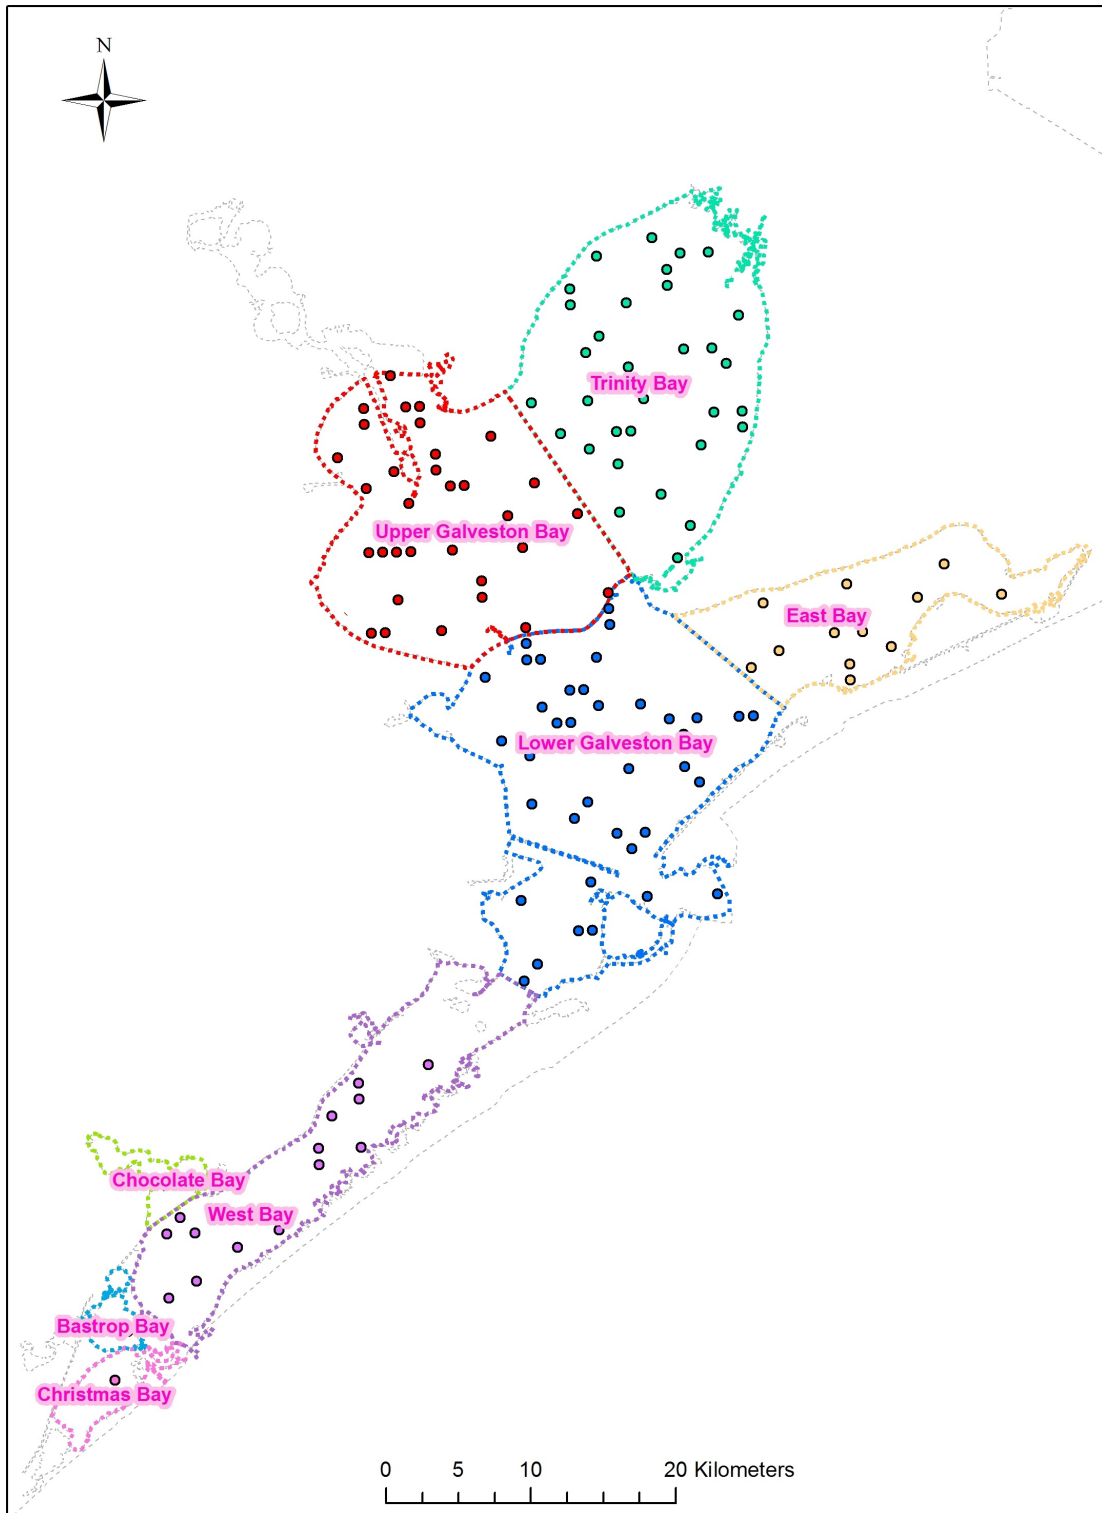 N
Trinity Bay
Upper Galveston Bay
East Bay
Lower Galveston Bay
Chocolate Bay
West Bay
Bastrop Bay
Christmas Bay
0 5 10 20 Kilometers